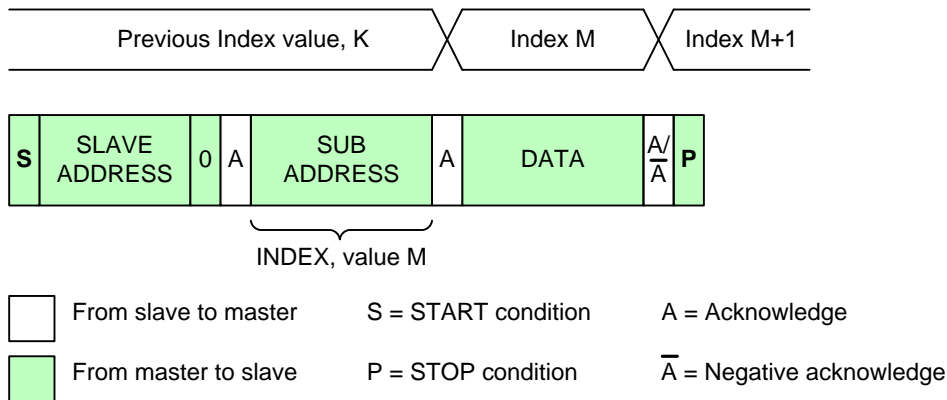 Previous Index value, K Index M Index M+1
S SLAVE ADDRESS 0 A SUB ADDRESS A DATA A/A̅ P
INDEX, value M
From slave to master S = START condition A = Acknowledge
From master to slave P = STOP condition A̅ = Negative acknowledge